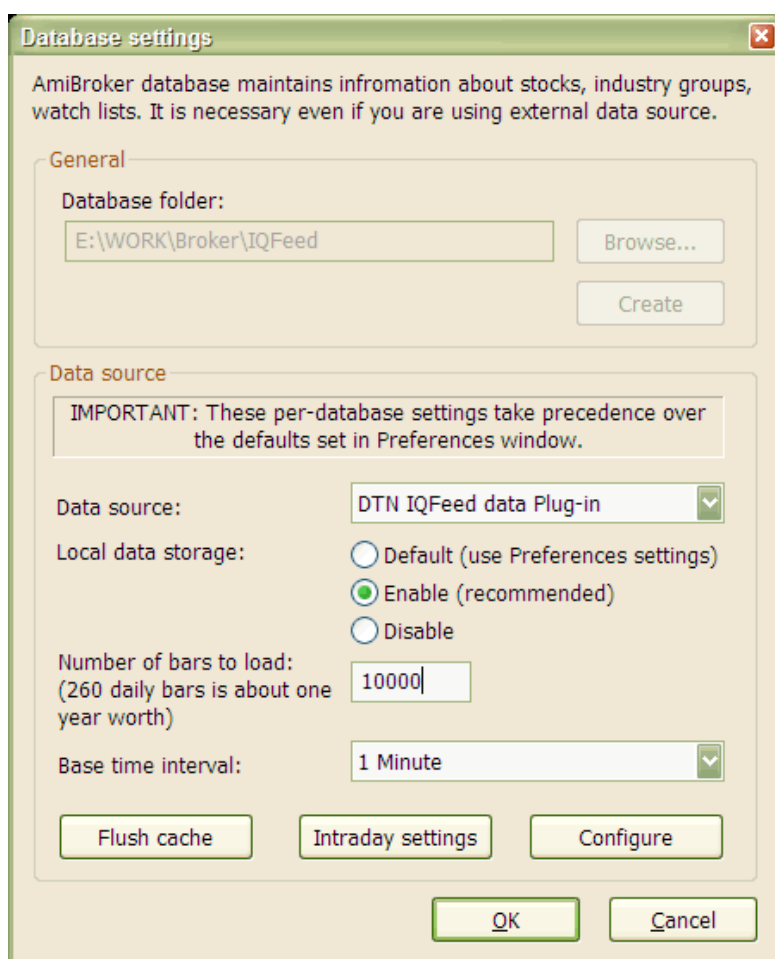 Database settings
AmiBroker database maintains infromation about stocks, industry groups,
watch lists. It is necessary even if you are using external data source.
General
Database folder:
E:\WORK\Broker\IQFeed
Browse...
Create
Data source
IMPORTANT: These per-database settings take precedence over
the defaults set in Preferences window.
Data source:
DTN IQFeed data Plug-in
Local data storage:
Default (use Preferences settings)
Enable (recommended)
Disable
Number of bars to load:
(260 daily bars is about one
year worth)
10000
Base time interval:
1 Minute
Flush cache
Intraday settings
Configure
OK
Cancel